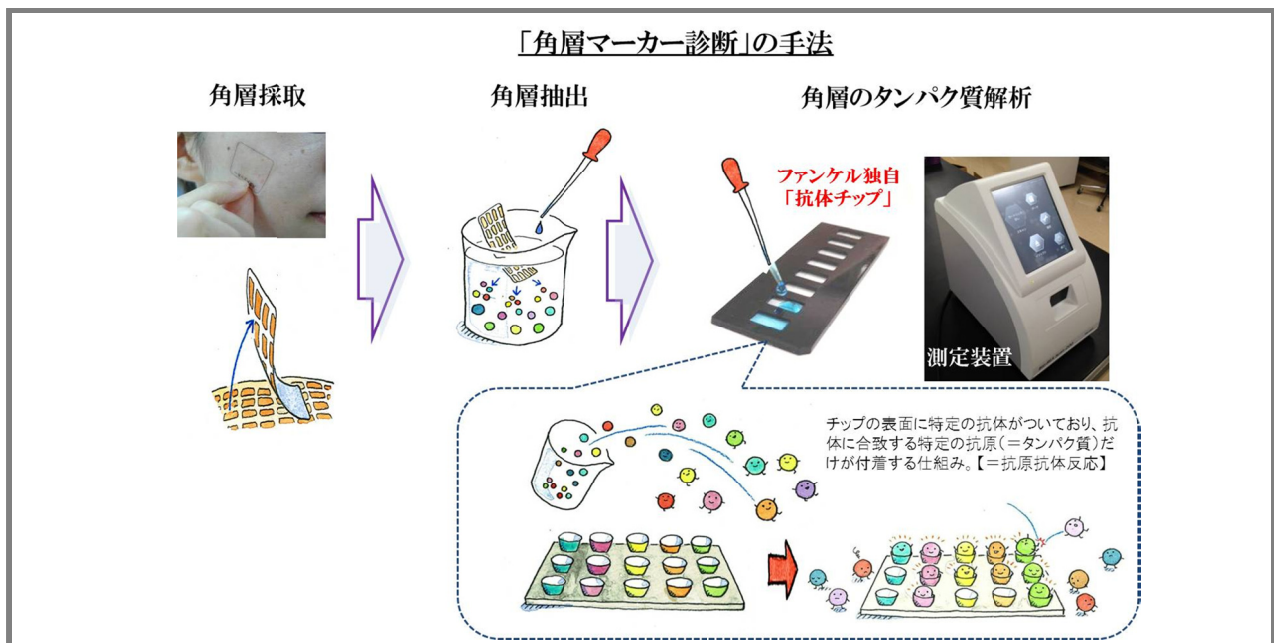 「角層マーカー診断」の手法
角層採取
角層抽出
角層のタンパク質解析
ファンケル独自
「抗体チップ」
測定装置
チップの表面に特定の抗体がついており、抗
体に合致する特定の抗原(=タンパク質)だ
けが付着する仕組み。【=抗原抗体反応】